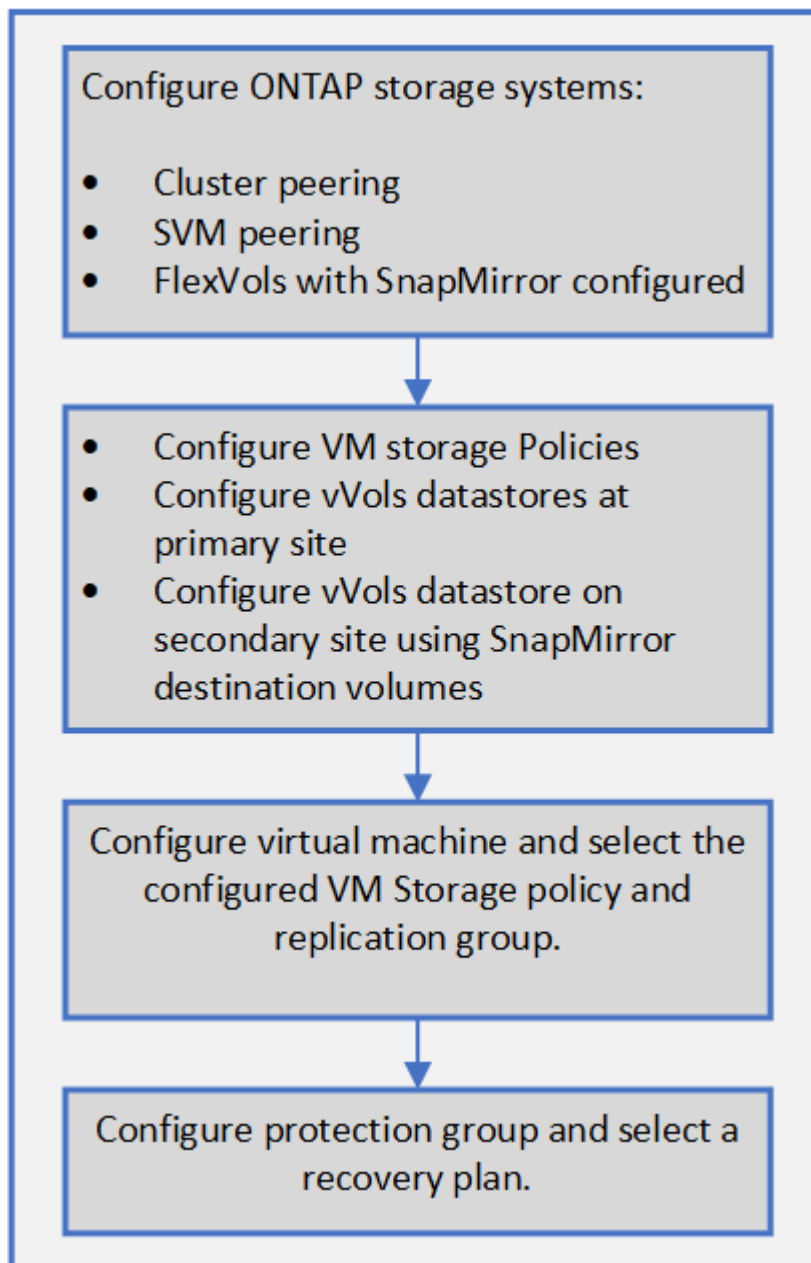 Configure ONTAP storage systems:
• Cluster peering
• SVM peering
• FlexVols with SnapMirror configured
• Configure VM storage Policies
• Configure vVols datastores at
primary site
• Configure vVols datastore on
secondary site using SnapMirror
destination volumes
Configure virtual machine and select the
configured VM Storage policy and
replication group.
Configure protection group and select a
recovery plan.